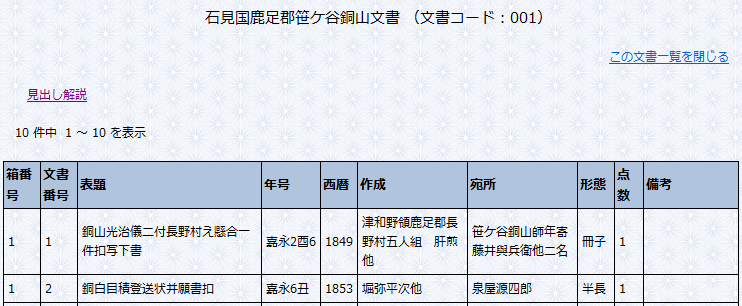 石見国鹿足郡笹ケ谷銅山文書 （文書コード：001）
この文書一覧を閉じる
見出し解説
10 件中 1 ～ 10 を表示
箱番号 文書番号 表題 年号 西暦 作成 宛所 形態 点数 備考
1 1 銅山光治儀ニ付長野村え懸合一件扣写下書 嘉永2酉6 1849 津和野領鹿足郡長野村五人組　肝煎他 笹ケ谷銅山師年寄藤井與兵衛他二名 冊子 1
1 2 銅白目積登送状并願書扣 嘉永6丑 1853 堀弥平次他 泉屋源四郎 半長 1